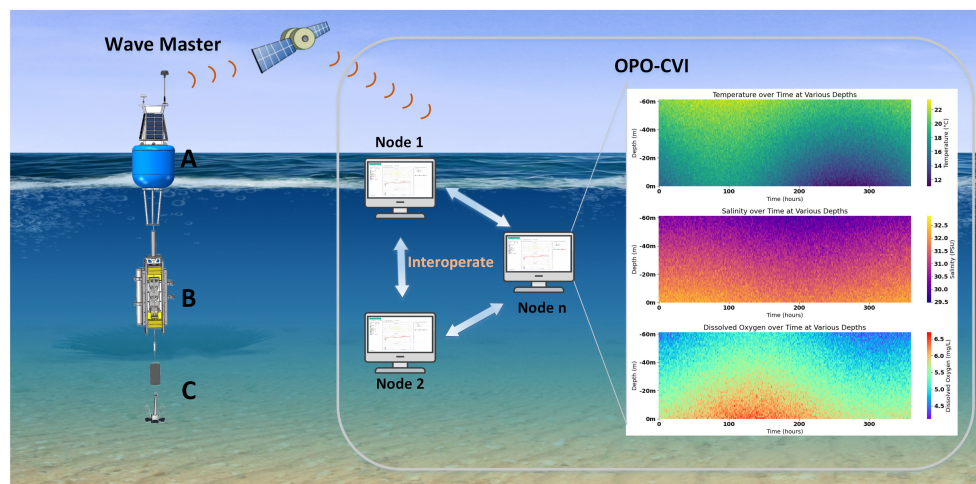 Wave Master
A
B
C
OPO-CVI
Node 1
Interoperate
Node n
Node 2
Temperature over Time at Various Depths
-60m
-40m
-20m
0m
Depth (m)
0
100
200
300
Time (hours)
22
20
18
16
14
12
Temperature (°C)
Salinity over Time at Various Depths
-60m
-40m
-20m
0m
Depth (m)
0
100
200
300
Time (hours)
32.5
32.0
31.5
31.0
30.5
30.0
29.5
Salinity (PSU)
Dissolved Oxygen over Time at Various Depths
-60m
-40m
-20m
0m
Depth (m)
0
100
200
300
Time (hours)
6.5
6.0
5.5
5.0
4.5
Dissolved Oxygen (mg/L)